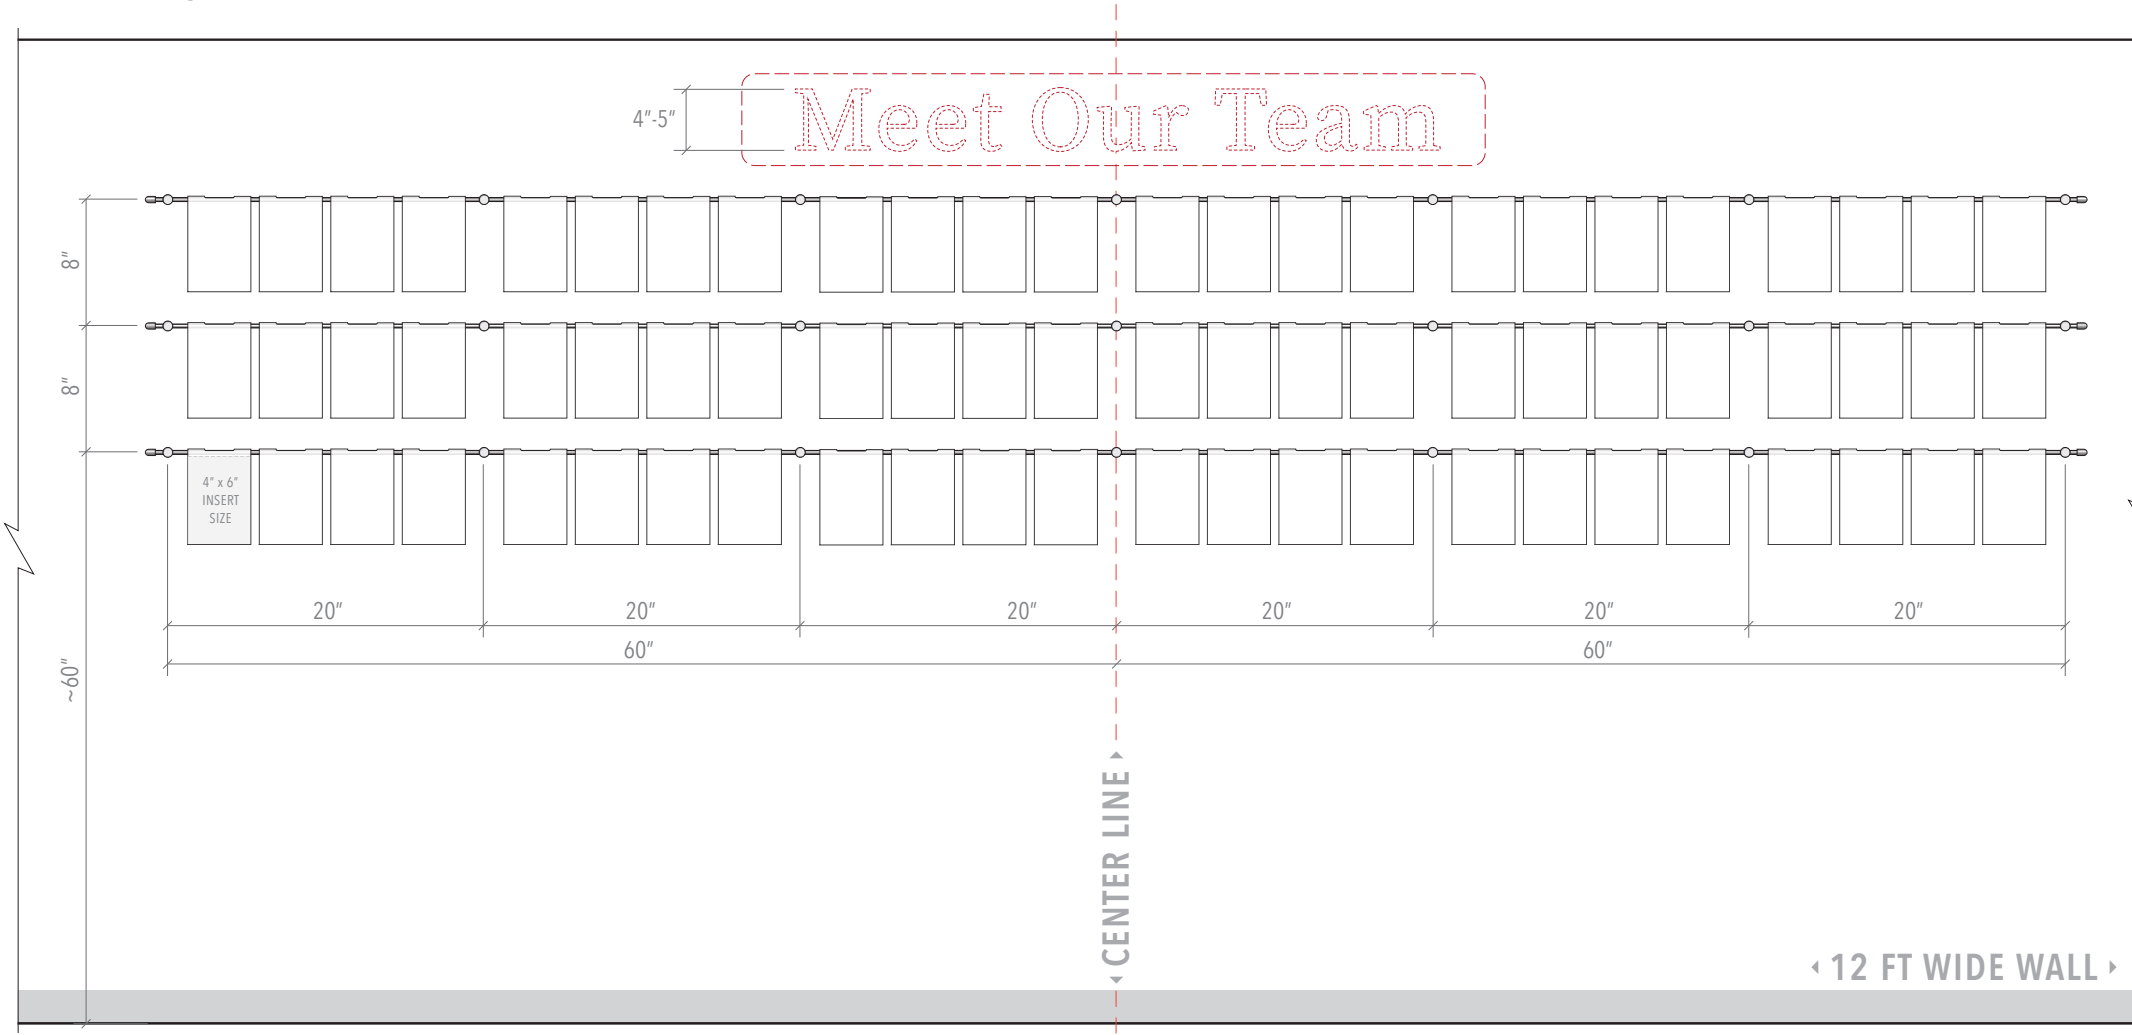 4"-5"
Meet Our Team
8"
8"
4" x 6"
INSERT
SIZE
20"
20"
20"
20"
20"
20"
60"
60"
~60"
CENTER LINE
12 FT WIDE WALL